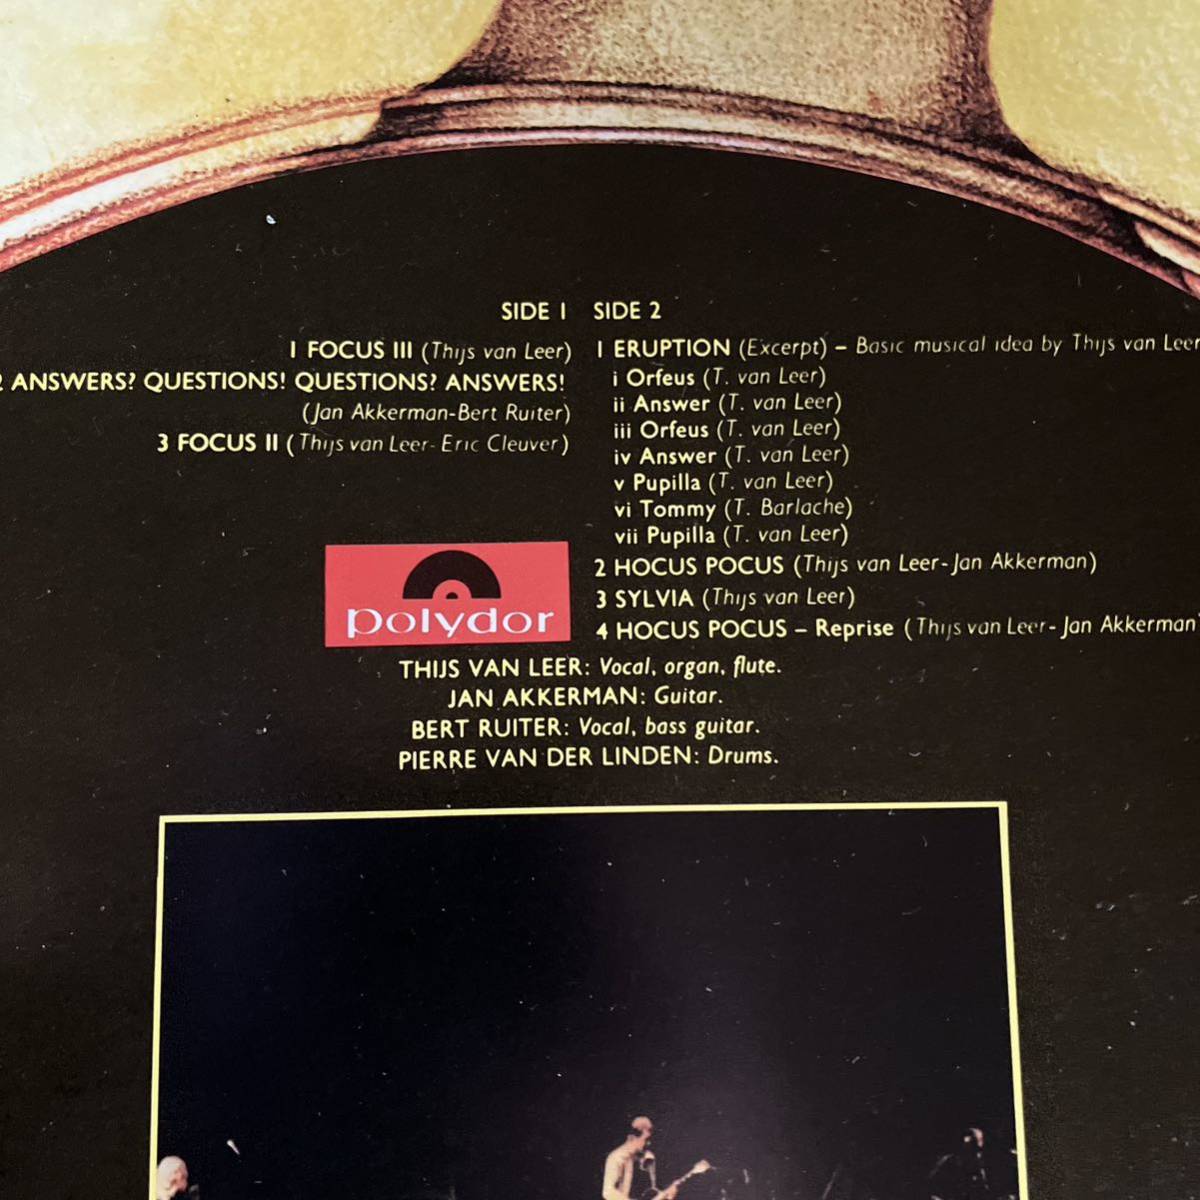 SIDE 1
1 FOCUS III (Thijs van Leer)
2 ANSWERS? QUESTIONS! QUESTIONS? ANSWERS!
(Jan Akkerman-Bert Ruiter)
3 FOCUS II (Thijs van Leer- Eric Cleuver)
SIDE 2
1 ERUPTION (Excerpt) – Basic musical idea by Thijs van Leer
i Orfeus (T. van Leer)
ii Answer (T. van Leer)
iii Orfeus (T. van Leer)
iv Answer (T. van Leer)
v Pupilla (T. van Leer)
vi Tommy (T. Barlache)
vii Pupilla (T. van Leer)
2 HOCUS POCUS (Thijs van Leer-Jan Akkerman)
3 SYLVIA (Thijs van Leer)
4 HOCUS POCUS – Reprise (Thijs van Leer- Jan Akkerman)
polydor
THIJS VAN LEER: Vocal, organ, flute.
JAN AKKERMAN: Guitar.
BERT RUITER: Vocal, bass guitar.
PIERRE VAN DER LINDEN: Drums.